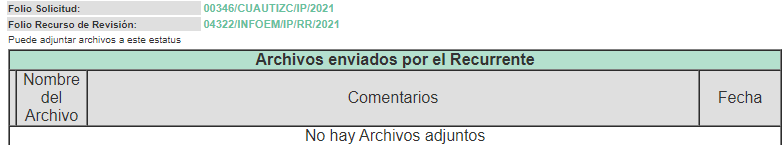 Folio Solicitud: 00346/CUAUTIZC/IP/2021
Folio Recurso de Revisión: 04322/INFOEM/IP/RR/2021
Puede adjuntar archivos a este estatus
Archivos enviados por el Recurrente
Nombre
del
Archivo
Comentarios
Fecha
No hay Archivos adjuntos